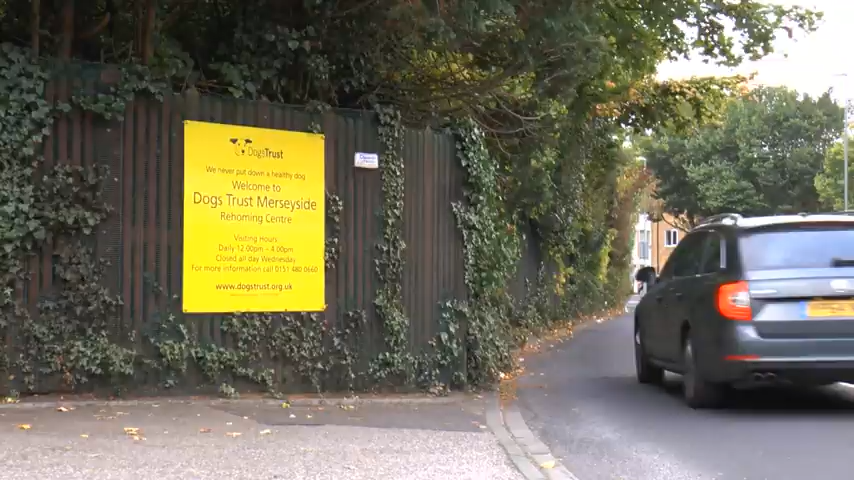 DogsTrust
We never put down a healthy dog
Welcome to
Dogs Trust Merseyside
Rehoming Centre
Visiting Hours
Daily 12.00pm - 4.00pm
Closed all day Wednesday
For more information call 0151 480 0660
www.dogstrust.org.uk